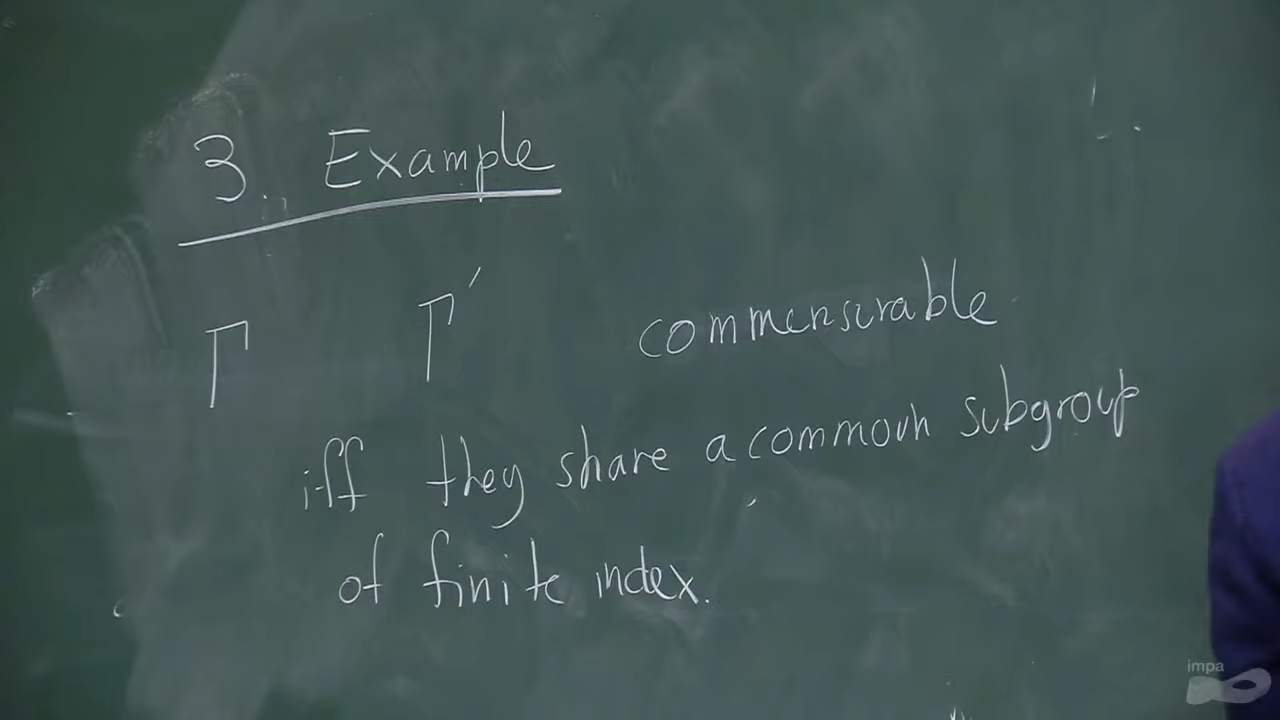 3. Example
Γ Γ′ commensurable
iff they share a common subgroup
of finite index.
impa